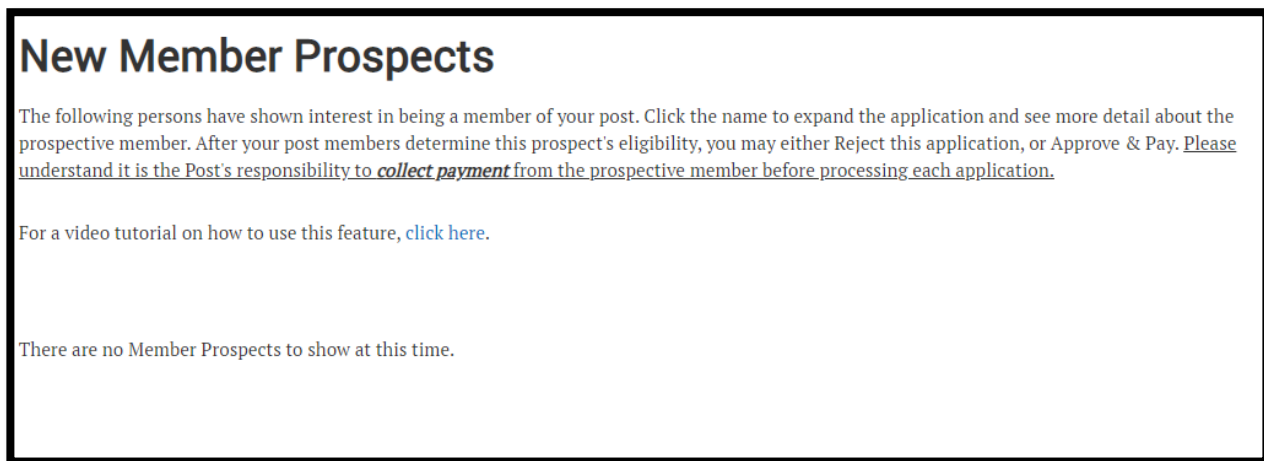 New Member Prospects
The following persons have shown interest in being a member of your post. Click the name to expand the application and see more detail about the
prospective member. After your post members determine this prospect's eligibility, you may either Reject this application, or Approve & Pay. Please
understand it is the Post's responsibility to collect payment from the prospective member before processing each application.
For a video tutorial on how to use this feature, click here.
There are no Member Prospects to show at this time.